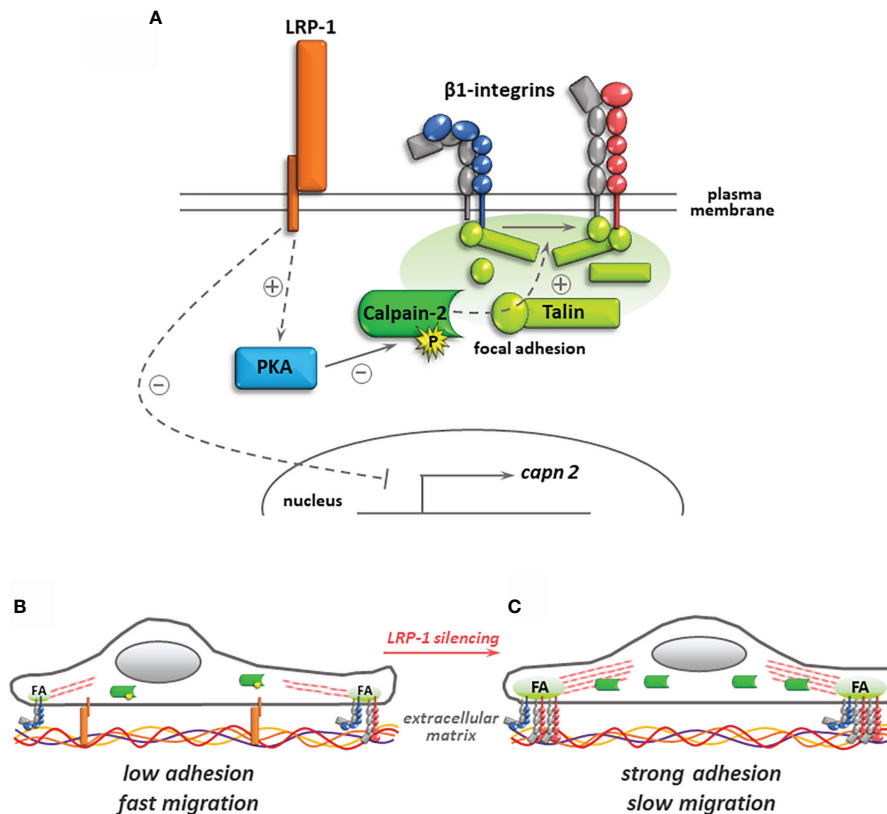 A
LRP-1
β1-integrins
plasma
membrane
+
Calpain-2
P
+
Talin
focal adhesion
PKA
−
−
capn 2
nucleus
B
C
LRP-1 silencing
FA
FA
FA
FA
extracellular
matrix
low adhesion
fast migration
strong adhesion
slow migration